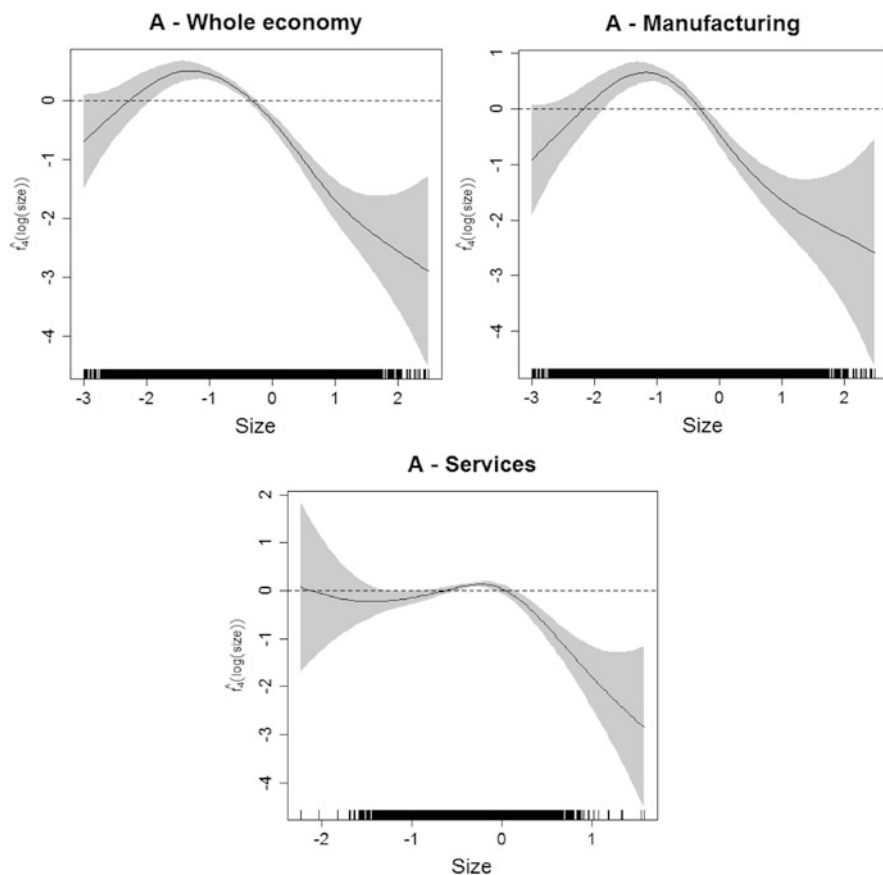 A - Whole economy
f̂₄(log(size))
0
-1
-2
-3
-4
-3 -2 -1 0 1 2
Size
A - Manufacturing
f̂₄(log(size))
1
0
-1
-2
-3
-4
-3 -2 -1 0 1 2
Size
A - Services
f̂₄(log(size))
2
1
0
-1
-2
-3
-4
-2 -1 0 1
Size